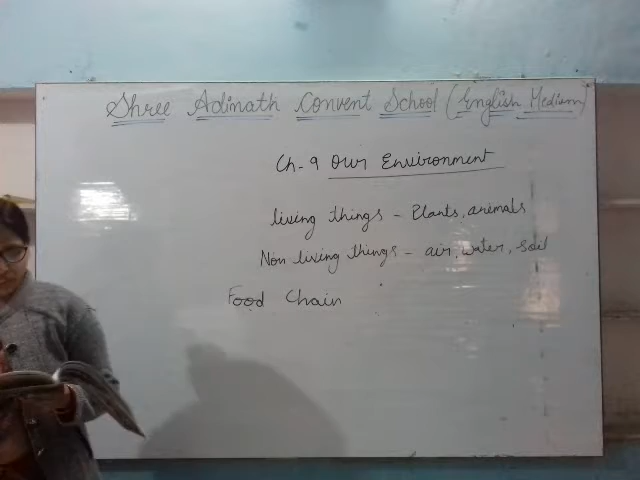 Shree Adinath Convent School (English Medium)
Ch-9 Our Environment
living things - Plants, animals
Non living things - air, water, soil
Food Chain